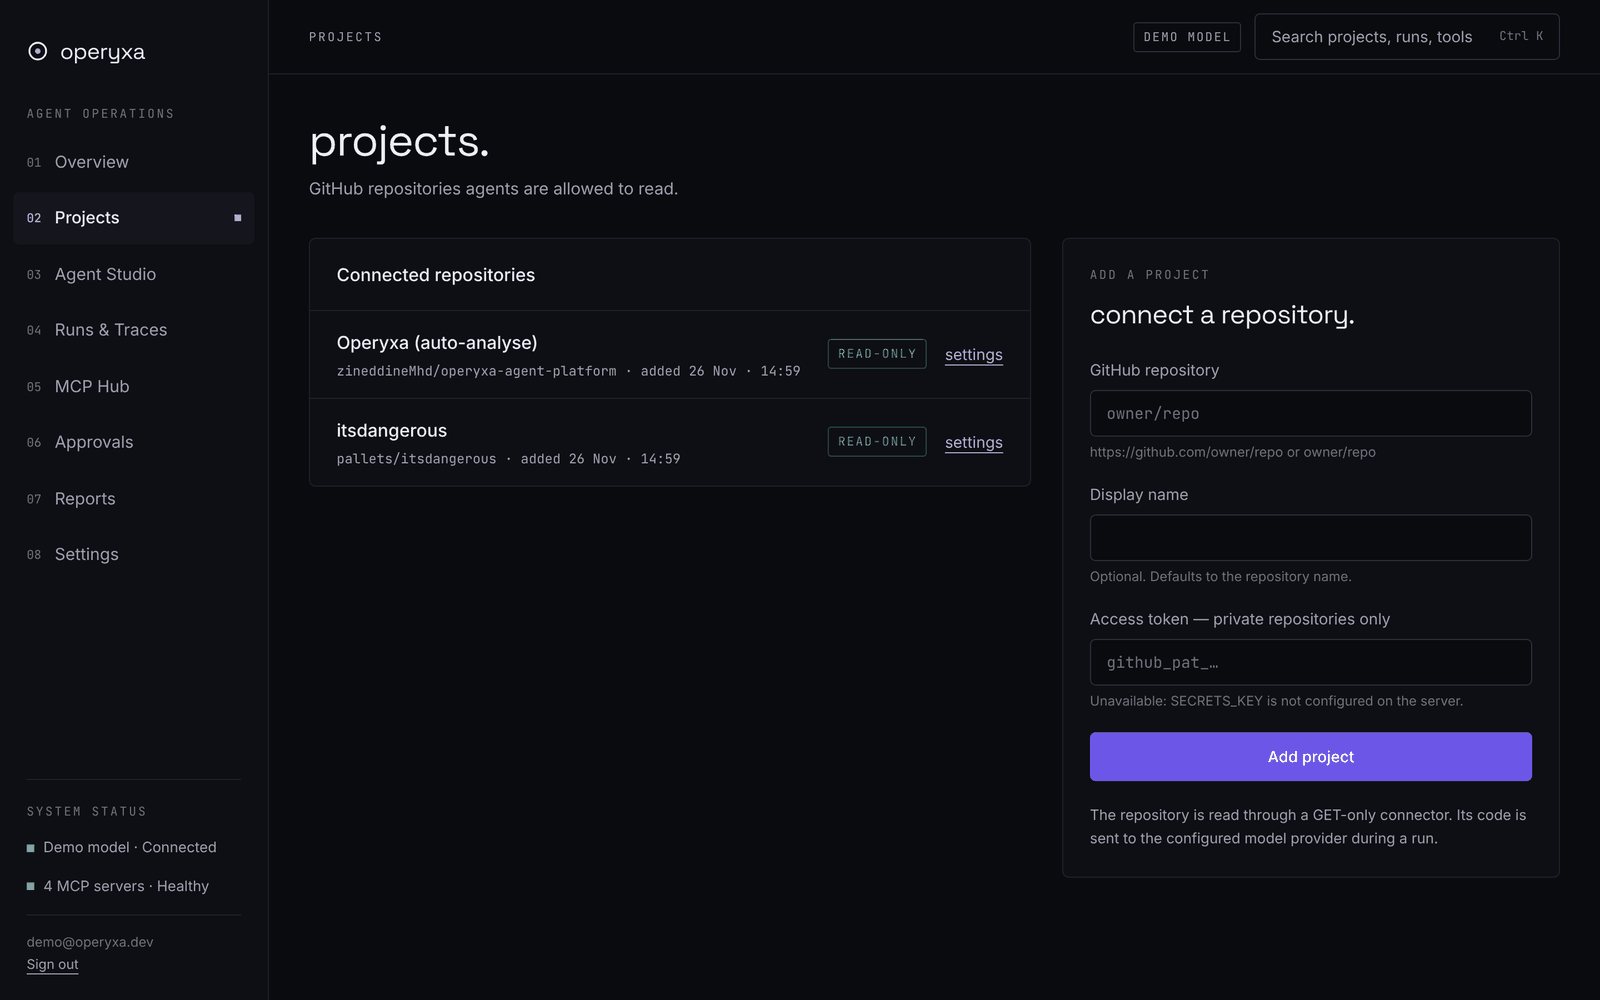 operyxa
AGENT OPERATIONS
01 Overview
02 Projects
03 Agent Studio
04 Runs & Traces
05 MCP Hub
06 Approvals
07 Reports
08 Settings
SYSTEM STATUS
Demo model · Connected
4 MCP servers · Healthy
demo@operyxa.dev
Sign out
PROJECTS
DEMO MODEL
Search projects, runs, tools Ctrl K
projects.
GitHub repositories agents are allowed to read.
Connected repositories
Operyxa (auto-analyse)
zineddineMhd/operyxa-agent-platform · added 26 Nov · 14:59
READ-ONLY settings
itsdangerous
pallets/itsdangerous · added 26 Nov · 14:59
READ-ONLY settings
ADD A PROJECT
connect a repository.
GitHub repository
owner/repo
https://github.com/owner/repo or owner/repo
Display name
Optional. Defaults to the repository name.
Access token — private repositories only
github_pat_…
Unavailable: SECRETS_KEY is not configured on the server.
Add project
The repository is read through a GET-only connector. Its code is
sent to the configured model provider during a run.